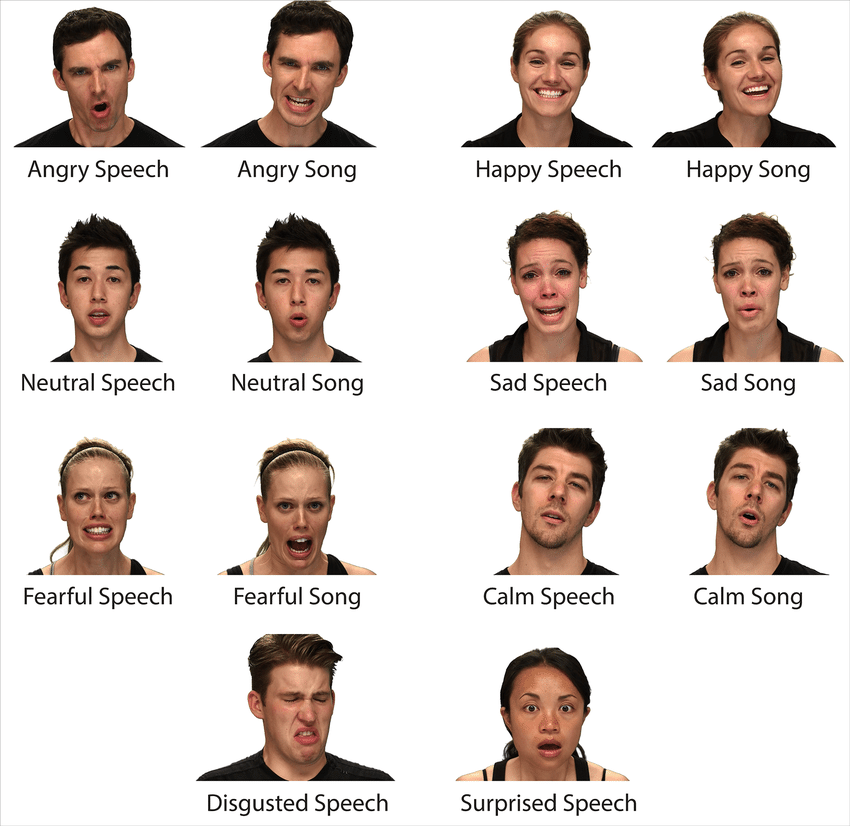 Angry Speech
Angry Song
Happy Speech
Happy Song
Neutral Speech
Neutral Song
Sad Speech
Sad Song
Fearful Speech
Fearful Song
Calm Speech
Calm Song
Disgusted Speech
Surprised Speech